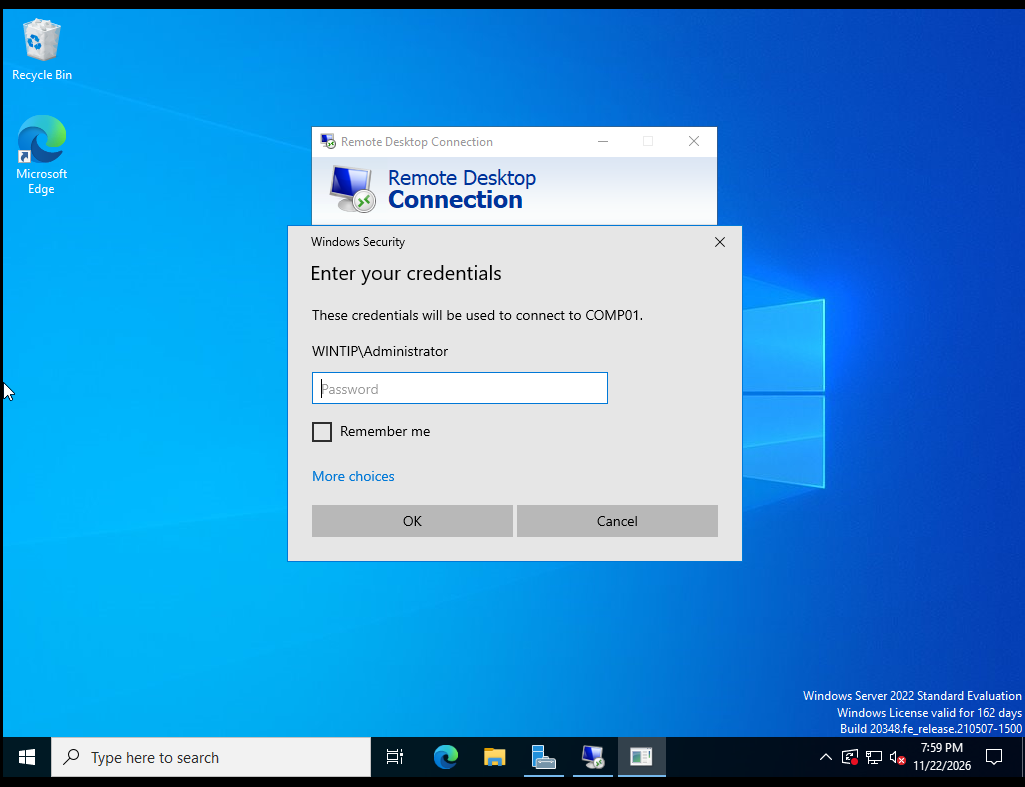 Recycle Bin
Microsoft
Edge
Remote Desktop Connection
Remote Desktop
Connection
Windows Security
Enter your credentials
These credentials will be used to connect to COMP01.
WINTIP\Administrator
Password
Remember me
More choices
OK
Cancel
Windows Server 2022 Standard Evaluation
Windows License valid for 162 days
Build 20348.fe_release.210507-1500
Type here to search
7:59 PM
11/22/2026